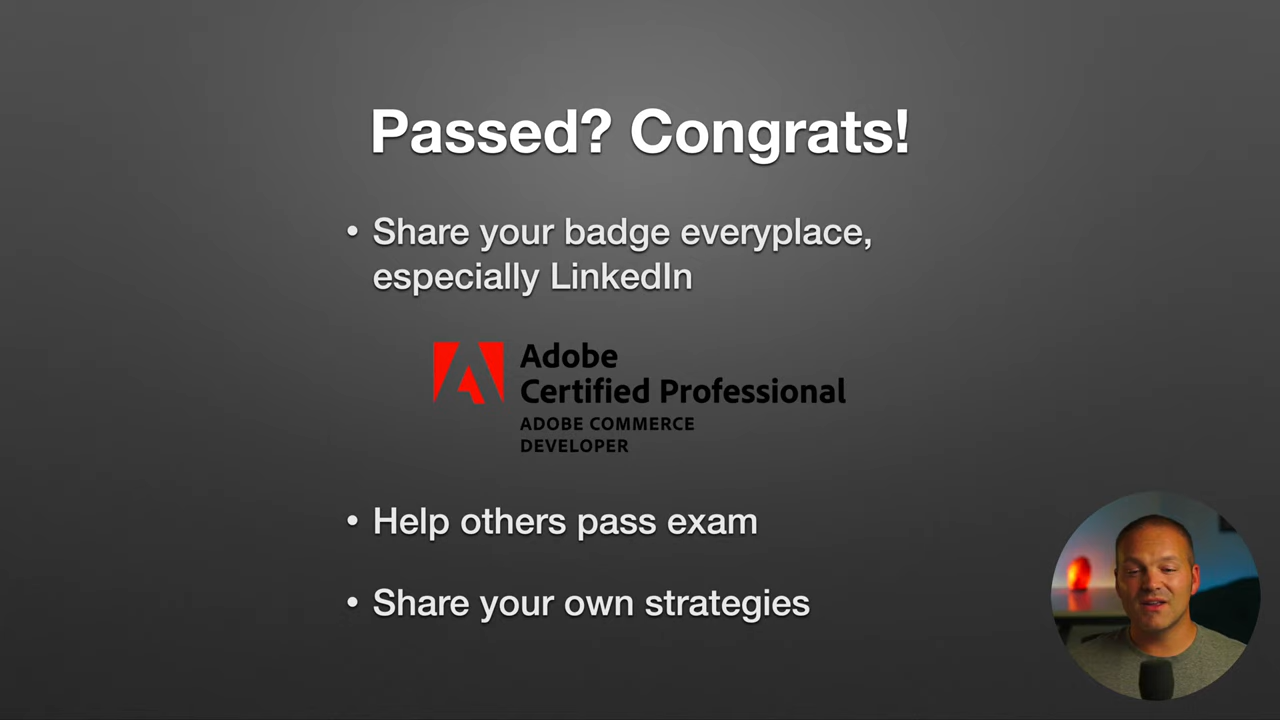 Passed? Congrats!
• Share your badge everyplace,
especially LinkedIn
Adobe
Certified Professional
ADOBE COMMERCE
DEVELOPER
• Help others pass exam
• Share your own strategies